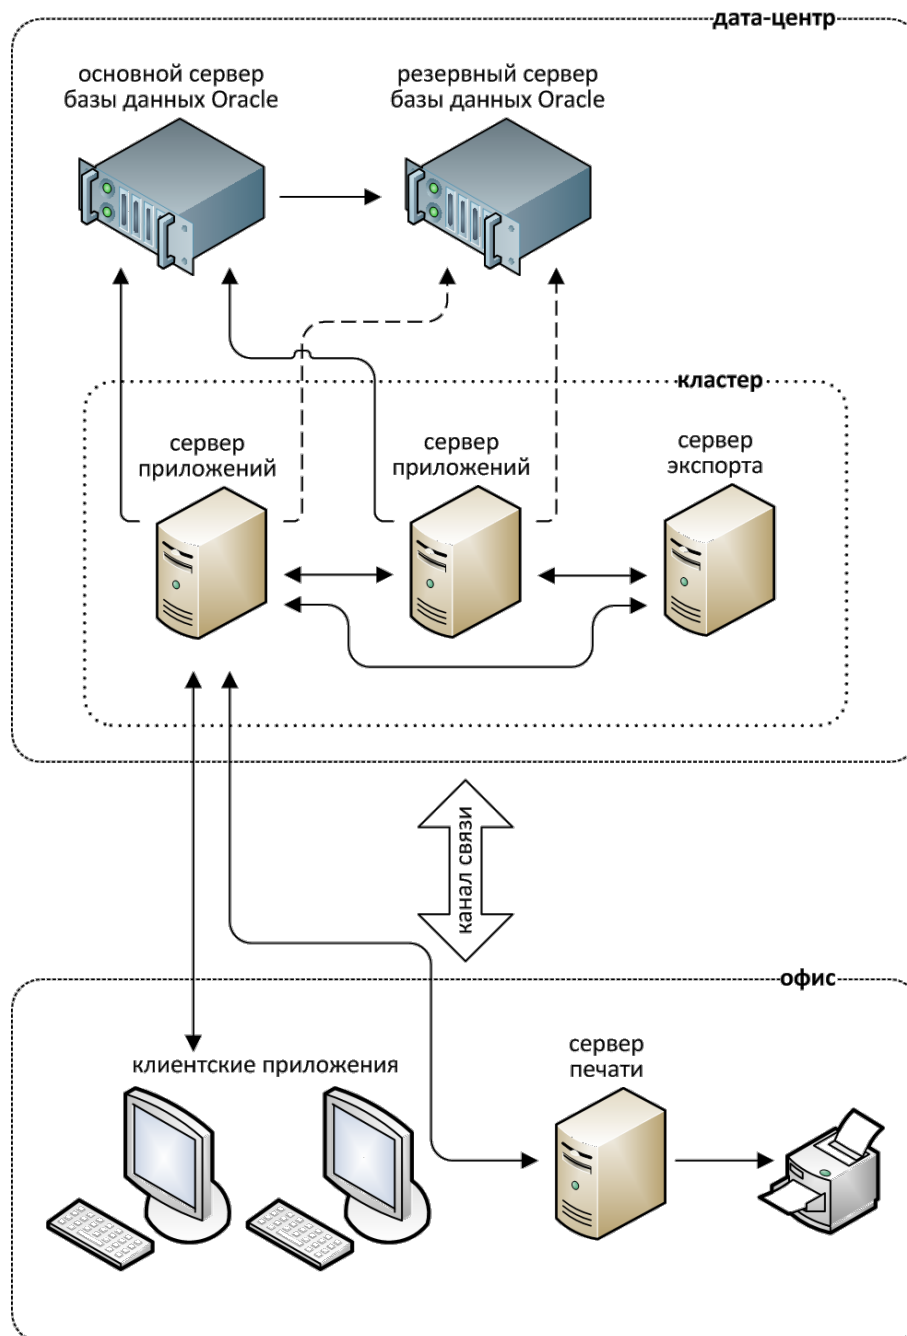 дата-центр
основной сервер
базы данных Oracle
резервный сервер
базы данных Oracle
кластер
сервер
приложений
сервер
приложений
сервер
экспорта
канал связи
офис
клиентские приложения
сервер
печати